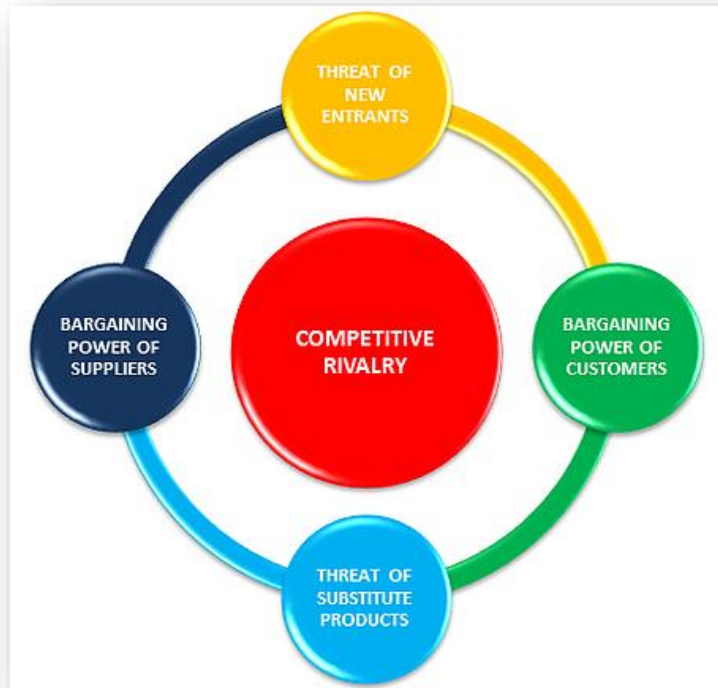 THREAT OF
NEW
ENTRANTS
BARGAINING
POWER OF
SUPPLIERS
COMPETITIVE
RIVALRY
BARGAINING
POWER OF
CUSTOMERS
THREAT OF
SUBSTITUTE
PRODUCTS